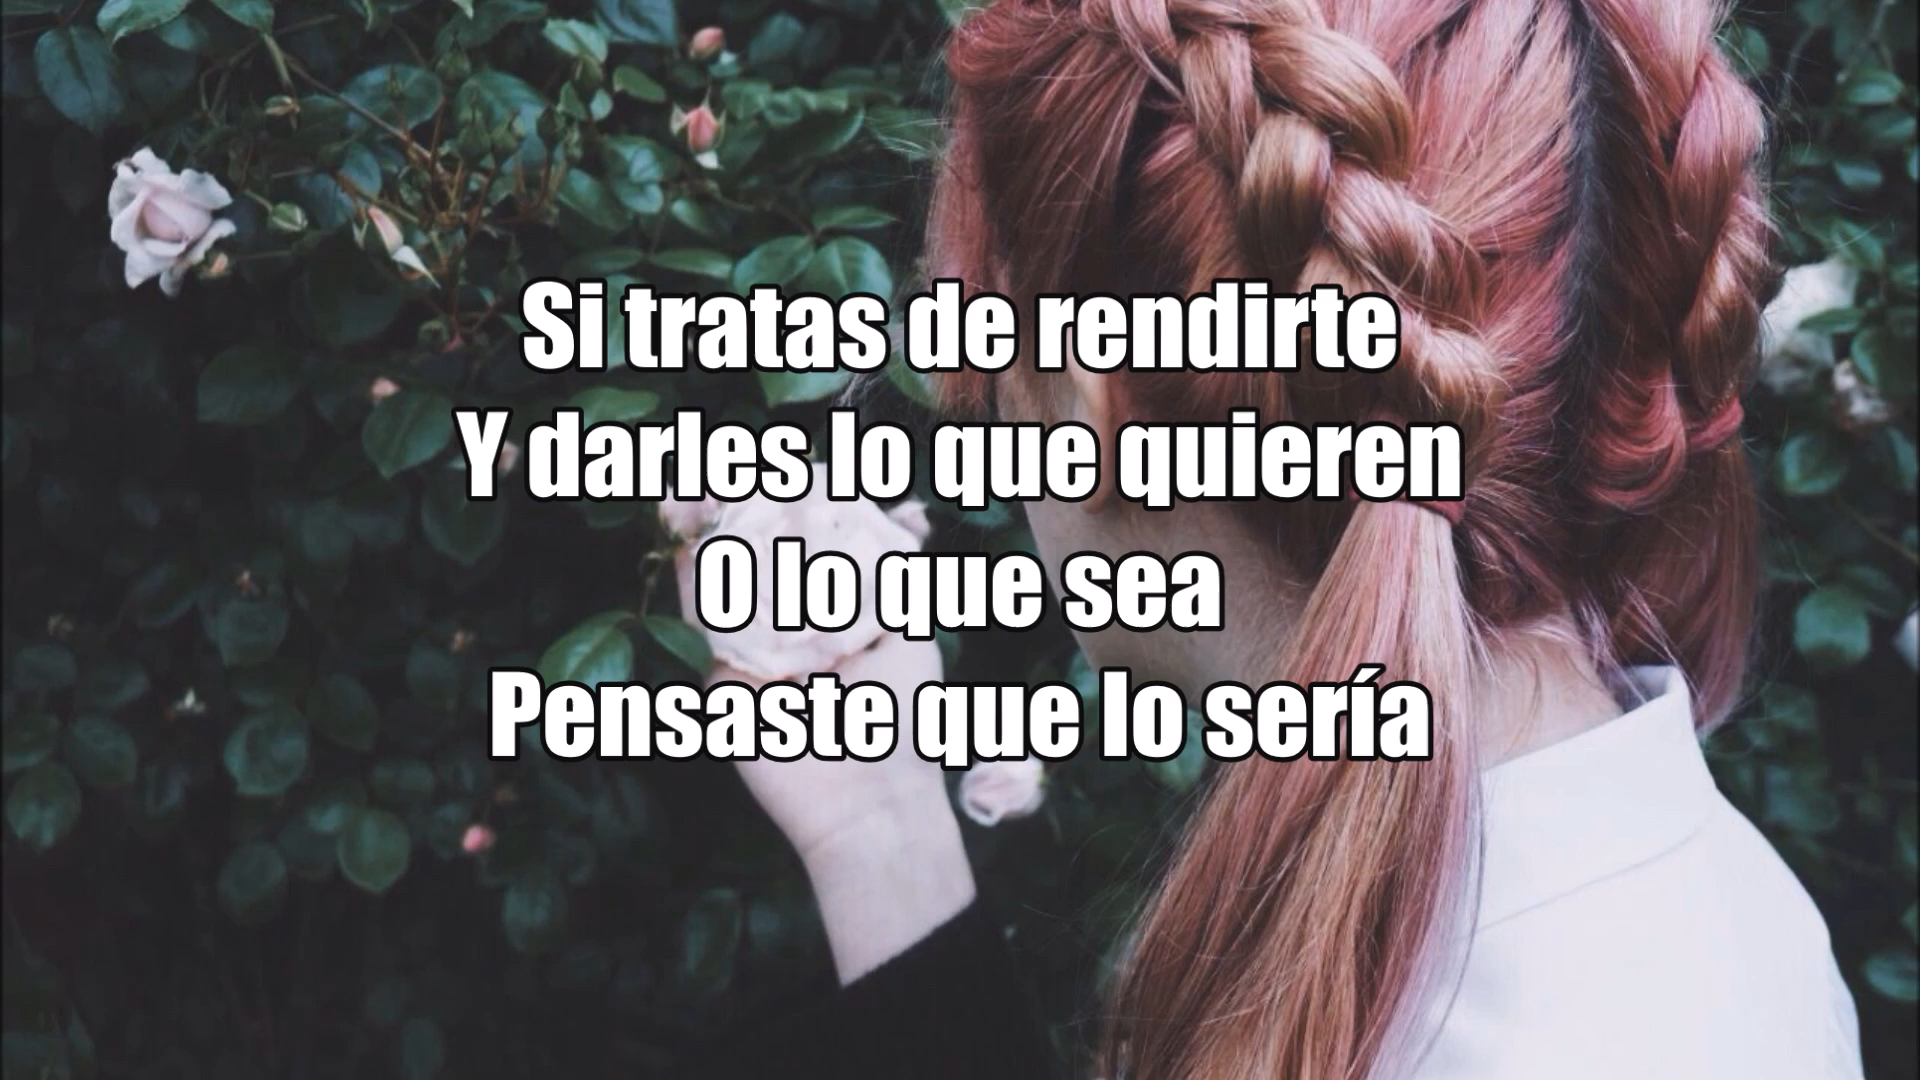 Si tratas de rendirte
Y darles lo que quieren
O lo que sea
Pensaste que lo sería